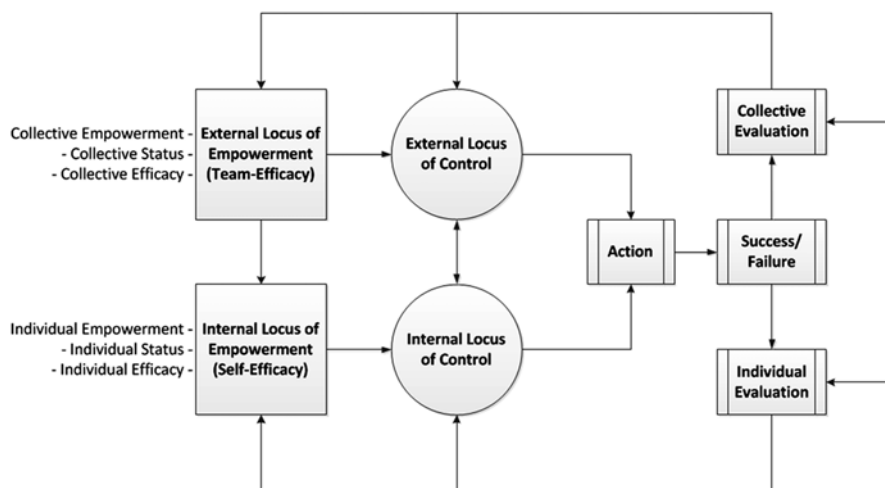 Collective Empowerment -
- Collective Status -
- Collective Efficacy -
External Locus of
Empowerment
(Team-Efficacy)
External Locus
of Control
Collective
Evaluation
Action
Success/
Failure
Individual Empowerment -
- Individual Status -
- Individual Efficacy -
Internal Locus of
Empowerment
(Self-Efficacy)
Internal Locus
of Control
Individual
Evaluation